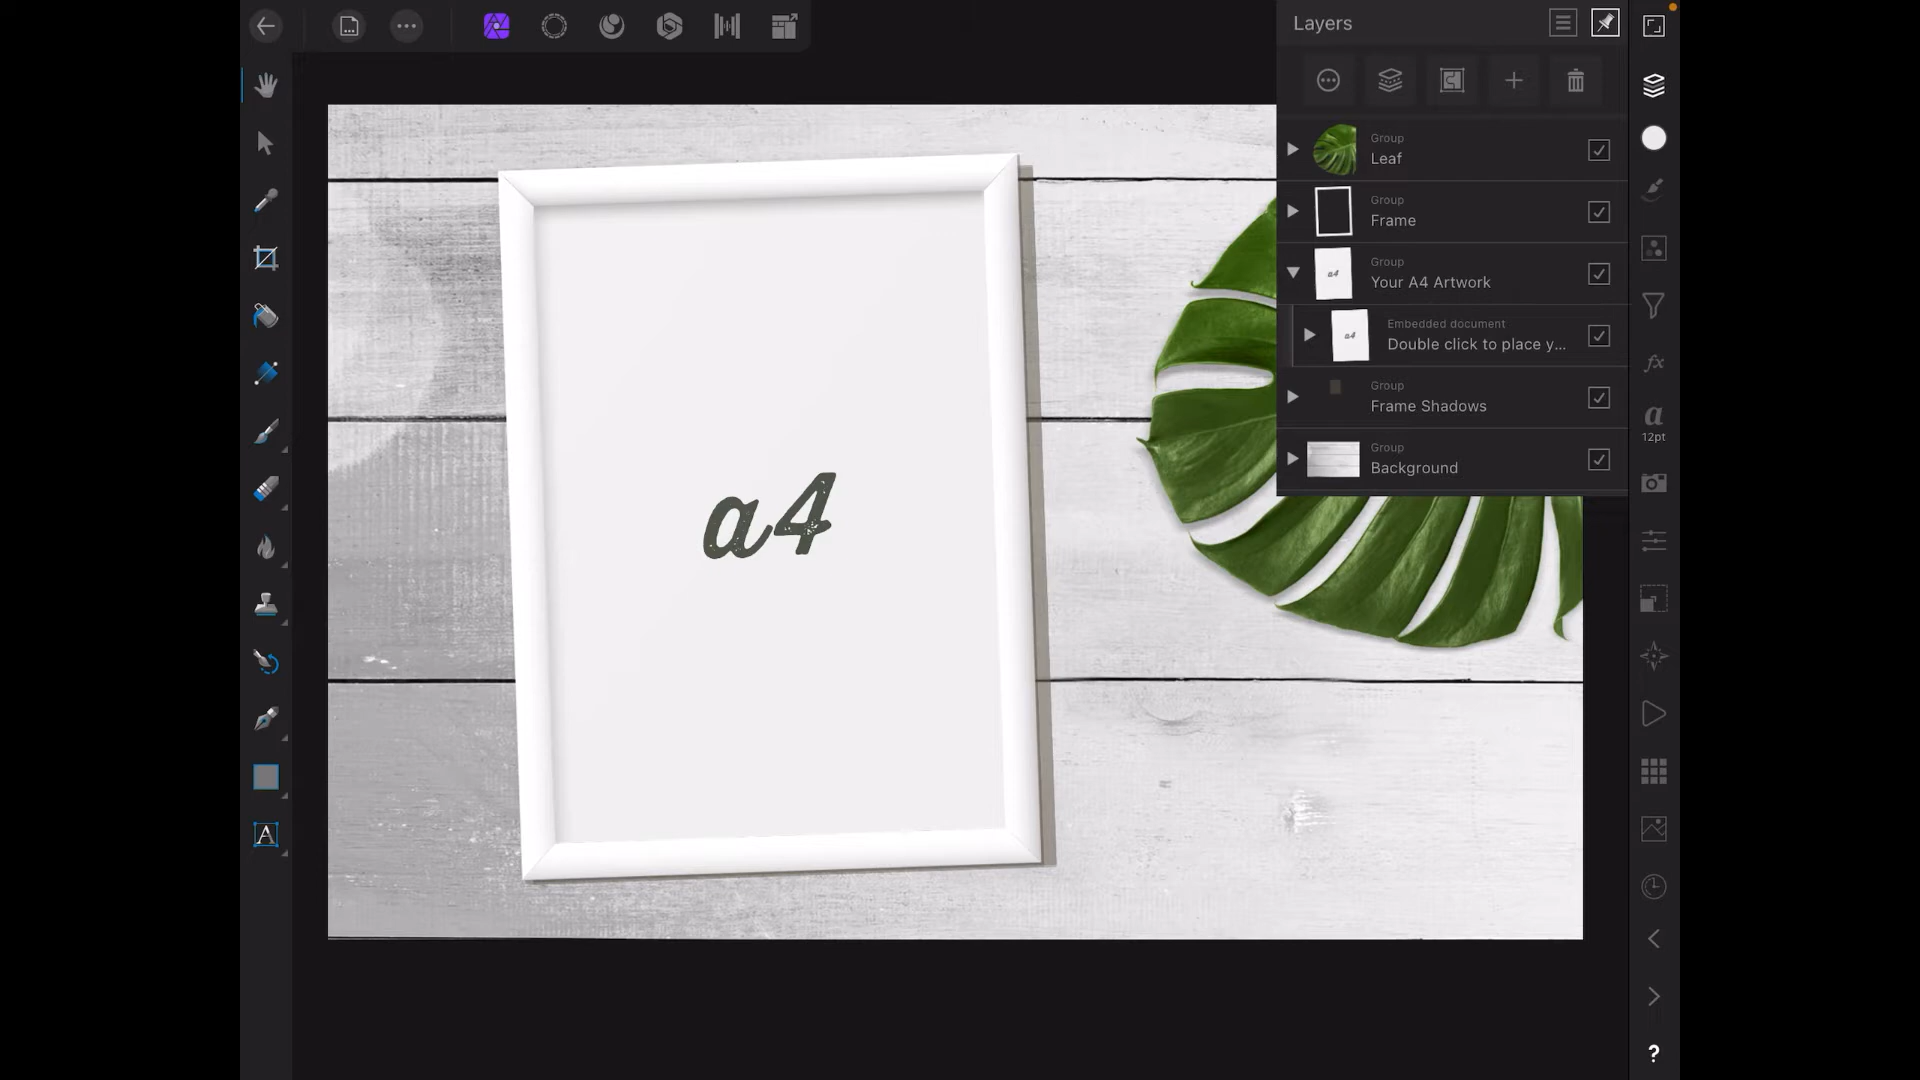 Layers
Group
Leaf
Group
Frame
Group
Your A4 Artwork
Embedded document
Double click to place y...
Group
Frame Shadows
Group
Background
a4
a
12pt
A
?